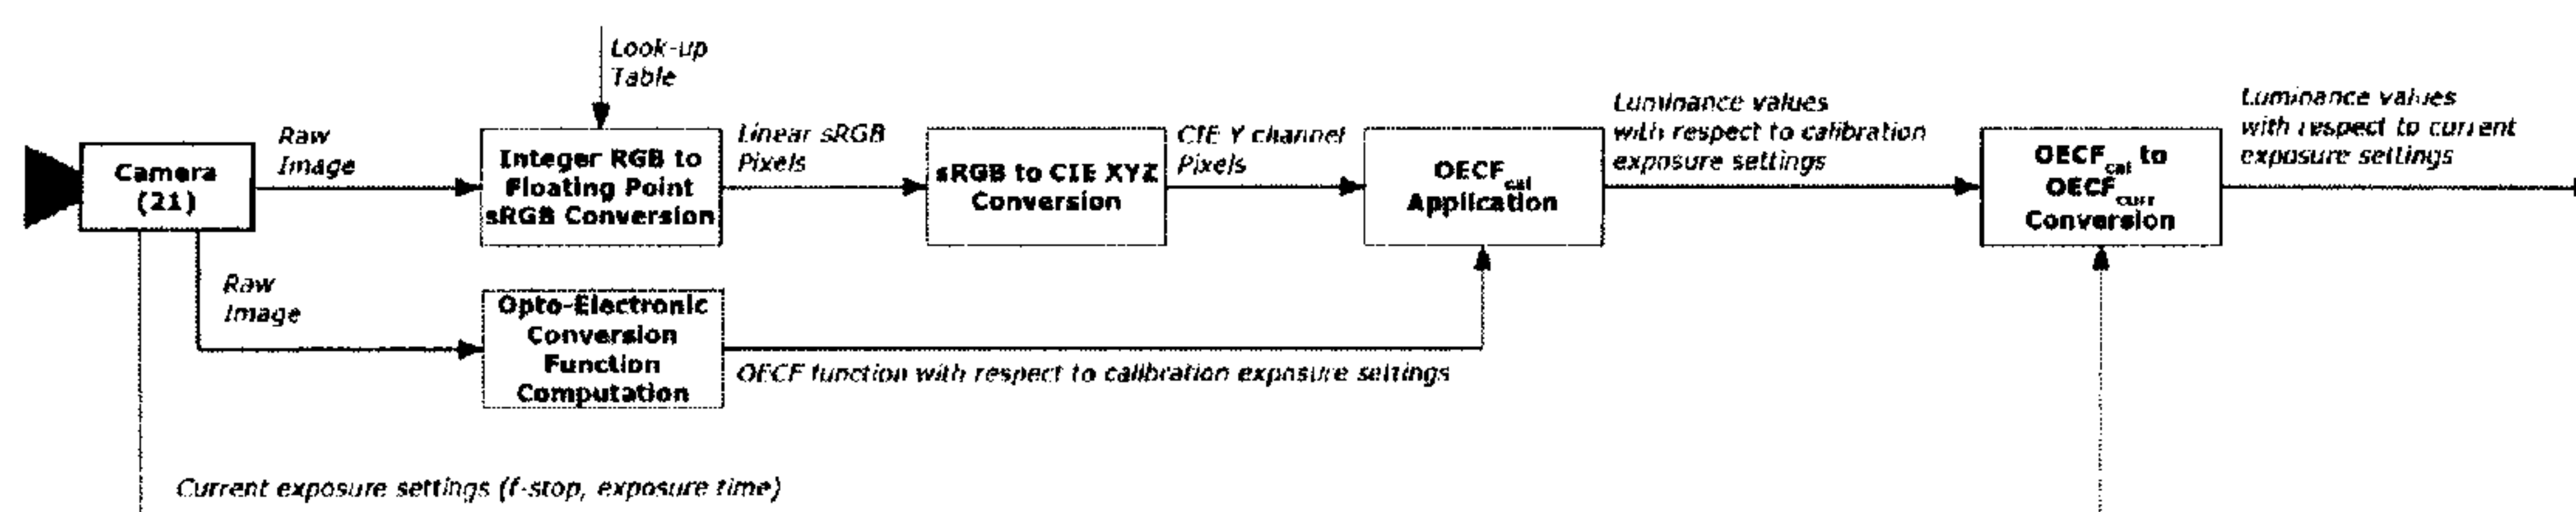 Look-up
Table
Raw
Image
Camera
(21)
Integer RGB to
Floating Point
sRGB Conversion
Linear sRGB
Pixels
sRGB to CIE XYZ
Conversion
CIE Y channel
Pixels
OECFcal
Application
Luminance values
with respect to calibration
exposure settings
OECFcal to
OECFcurr
Conversion
Luminance values
with respect to current
exposure settings
Raw
Image
Opto-Electronic
Conversion
Function
Computation
OECF function with respect to calibration exposure settings
Current exposure settings (f-stop, exposure time)